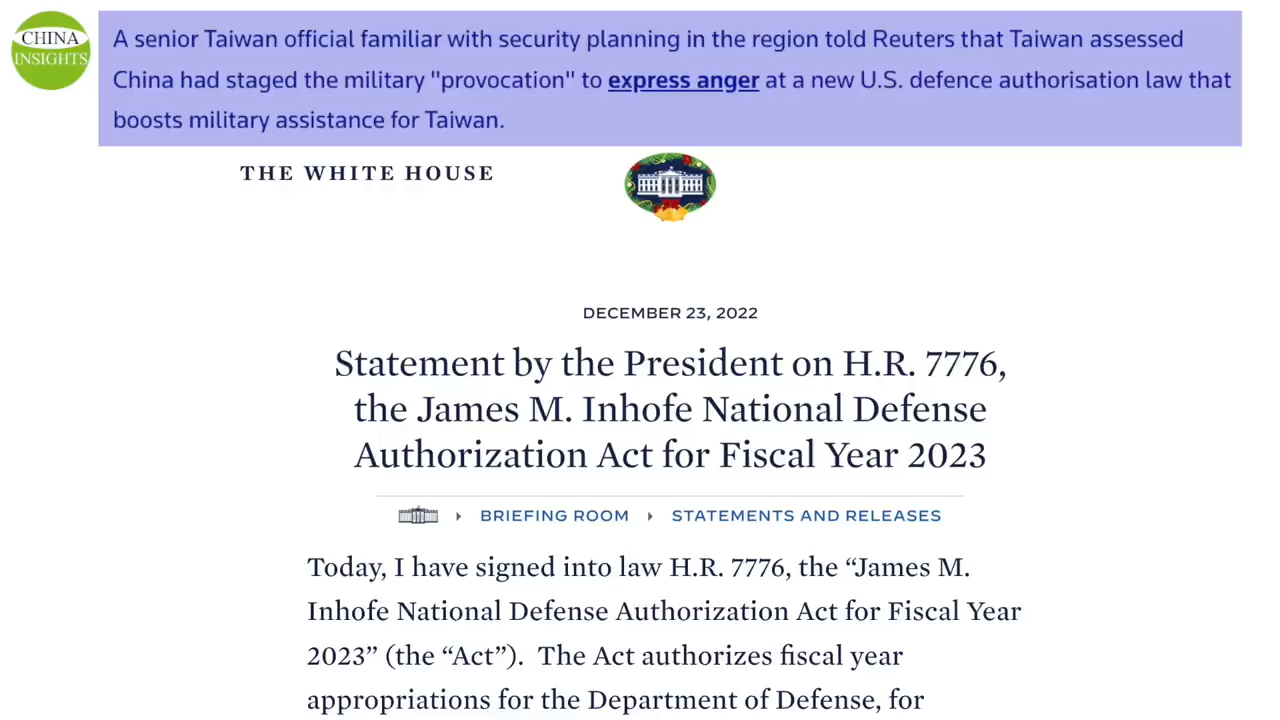 CHINA
INSIGHTS
A senior Taiwan official familiar with security planning in the region told Reuters that Taiwan assessed
China had staged the military "provocation" to express anger at a new U.S. defence authorisation law that
boosts military assistance for Taiwan.
THE WHITE HOUSE
DECEMBER 23, 2022
Statement by the President on H.R. 7776,
the James M. Inhofe National Defense
Authorization Act for Fiscal Year 2023
BRIEFING ROOM
STATEMENTS AND RELEASES
Today, I have signed into law H.R. 7776, the “James M.
Inhofe National Defense Authorization Act for Fiscal Year
2023” (the “Act”).  The Act authorizes fiscal year
appropriations for the Department of Defense, for